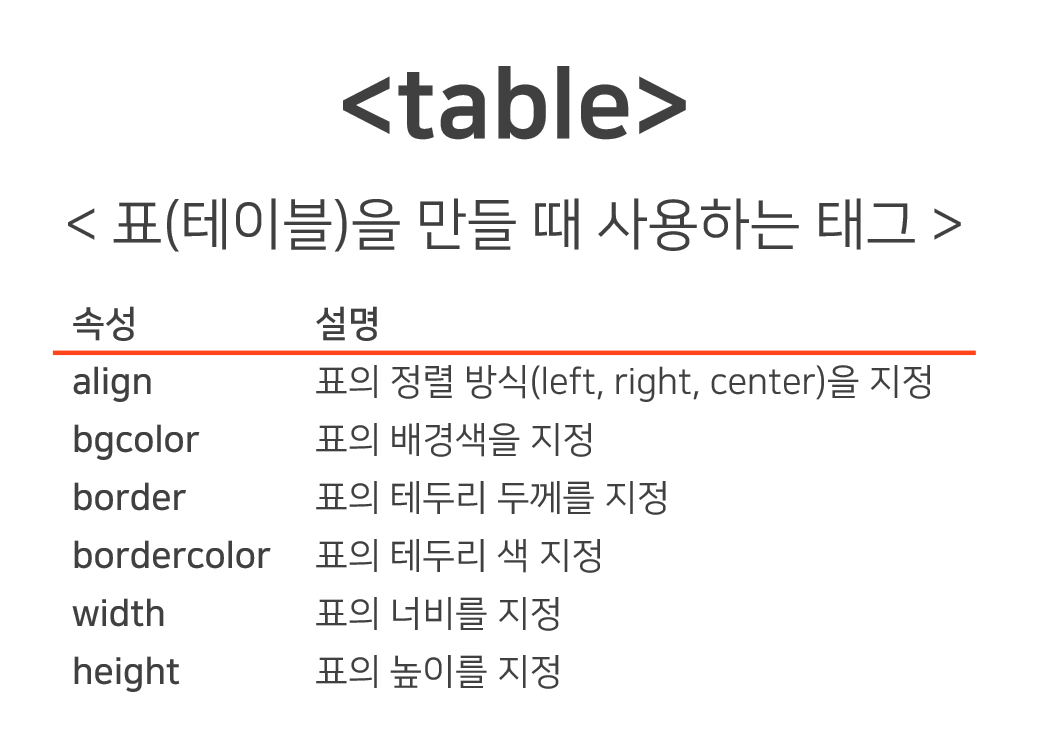 <table>
< 표(테이블)을 만들 때 사용하는 태그 >
속성 설명
align 표의 정렬 방식(left, right, center)을 지정
bgcolor 표의 배경색을 지정
border 표의 테두리 두께를 지정
bordercolor 표의 테두리 색 지정
width 표의 너비를 지정
height 표의 높이를 지정